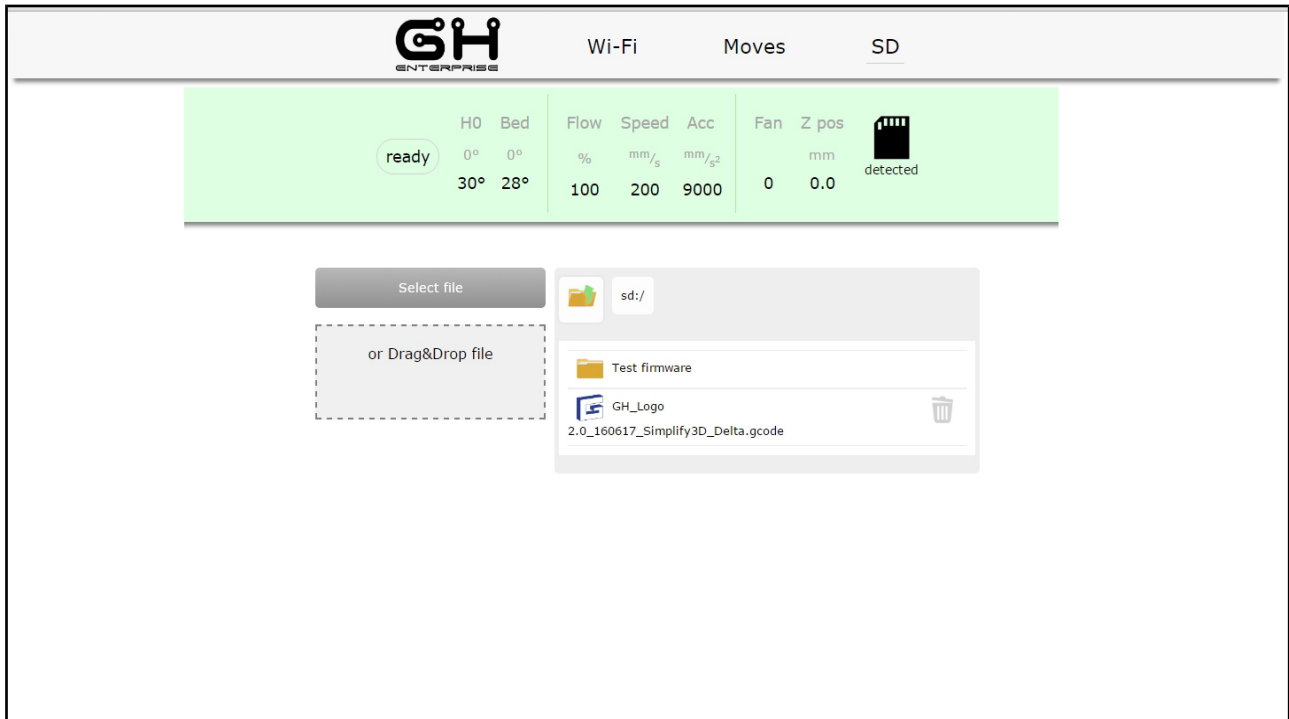 GH
ENTERPRISE
Wi-Fi Moves SD
ready
H0 Bed Flow Speed Acc Fan Z pos
0° 0° % mm/s mm/s² mm
30° 28° 100 200 9000 0 0.0
detected
Select file
or Drag&Drop file
sd:/
Test firmware
GH_Logo
2.0_160617_Simplify3D_Delta.gcode